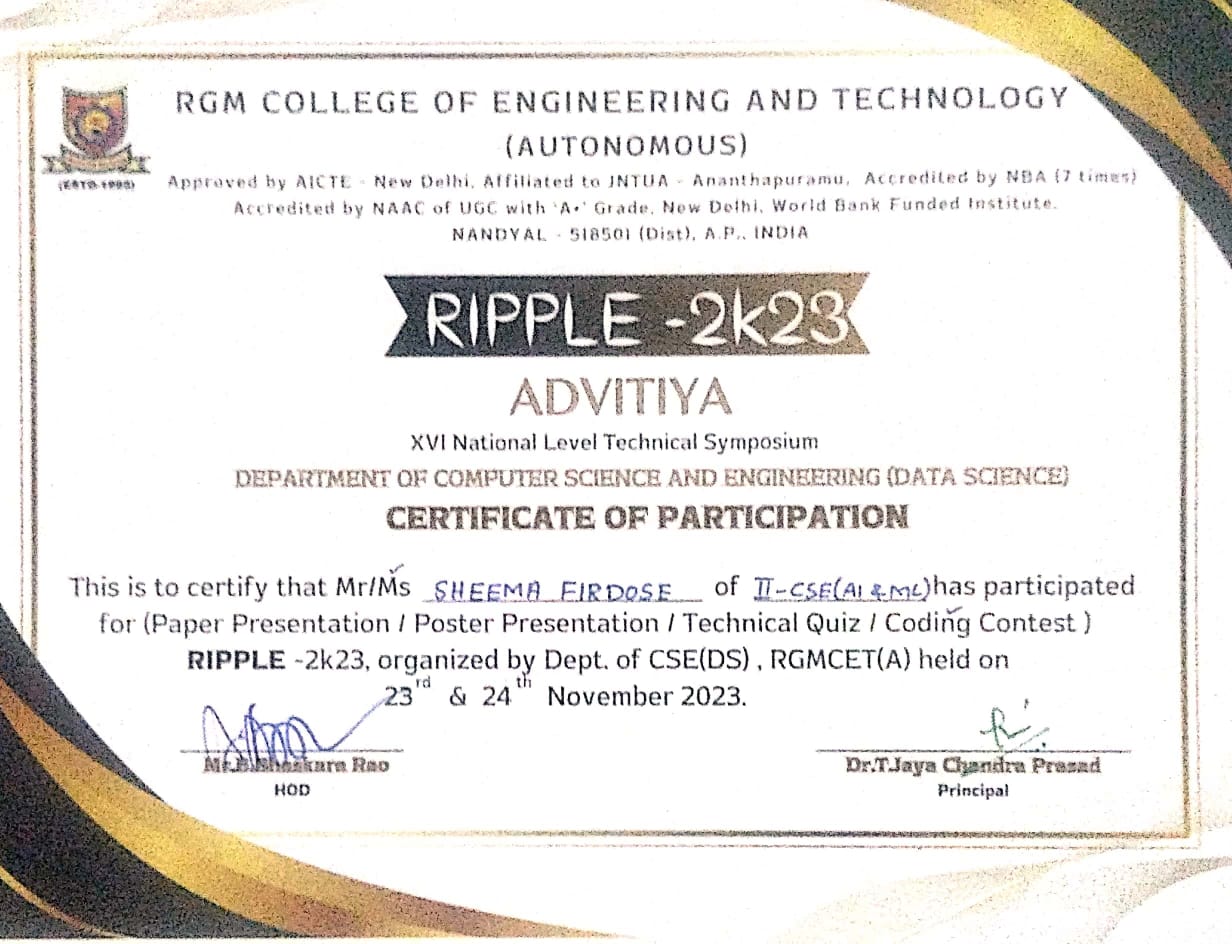 RGM COLLEGE OF ENGINEERING AND TECHNOLOGY
(AUTONOMOUS)
(ESTD-1995)
Approved by AICTE - New Delhi, Affiliated to JNTUA - Ananthapuramu, Accredited by NBA (7 times)
Accredited by NAAC of UGC with 'A+' Grade, New Delhi, World Bank Funded Institute.
NANDYAL - 518501 (Dist), A.P., INDIA
RIPPLE -2k23
ADVITIYA
XVI National Level Technical Symposium
DEPARTMENT OF COMPUTER SCIENCE AND ENGINEERING (DATA SCIENCE)
CERTIFICATE OF PARTICIPATION
This is to certify that Mr/Ms SHEEMA FIRDOSE of II-CSE(AI & ML) has participated
for (Paper Presentation / Poster Presentation / Technical Quiz / Coding Contest )
RIPPLE -2k23, organized by Dept. of CSE(DS) , RGMCET(A) held on
23rd & 24th November 2023.
Mr.B.Bhaskara Rao
HOD
Dr.T.Jaya Chandra Prasad
Principal